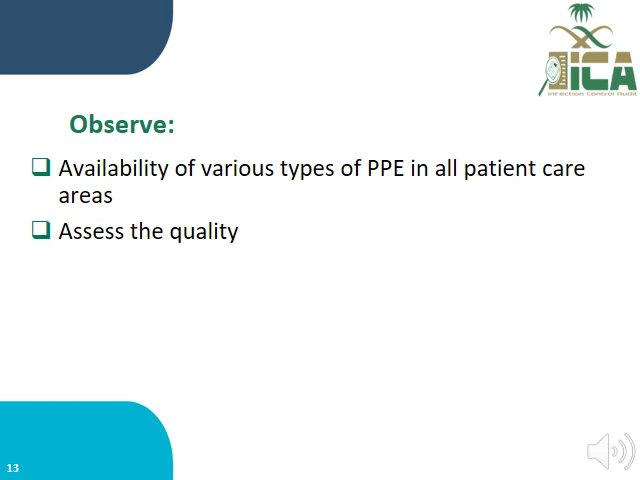 iCA
Infection Control Audit
Observe:
❑ Availability of various types of PPE in all patient care
areas
❑ Assess the quality
13